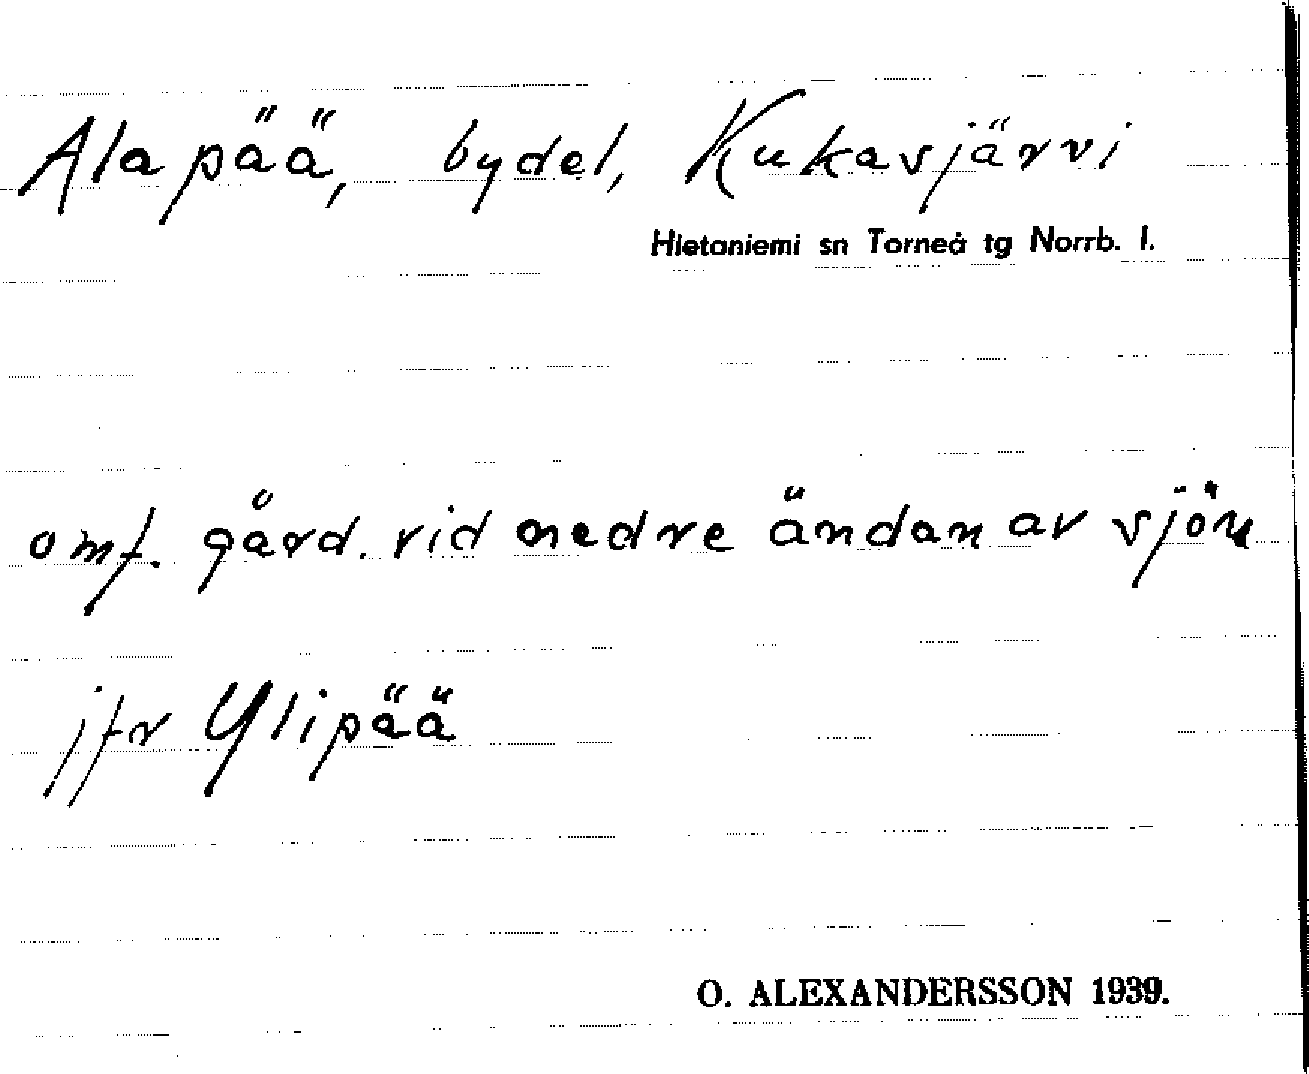 Alapää, bydel, Kukasjärvi
Hietaniemi sn Torneå tg Norrb. l.
omf. gård. vid nedre ändan av sjön
jfr Ylipää
O. ALEXANDERSSON 1939.